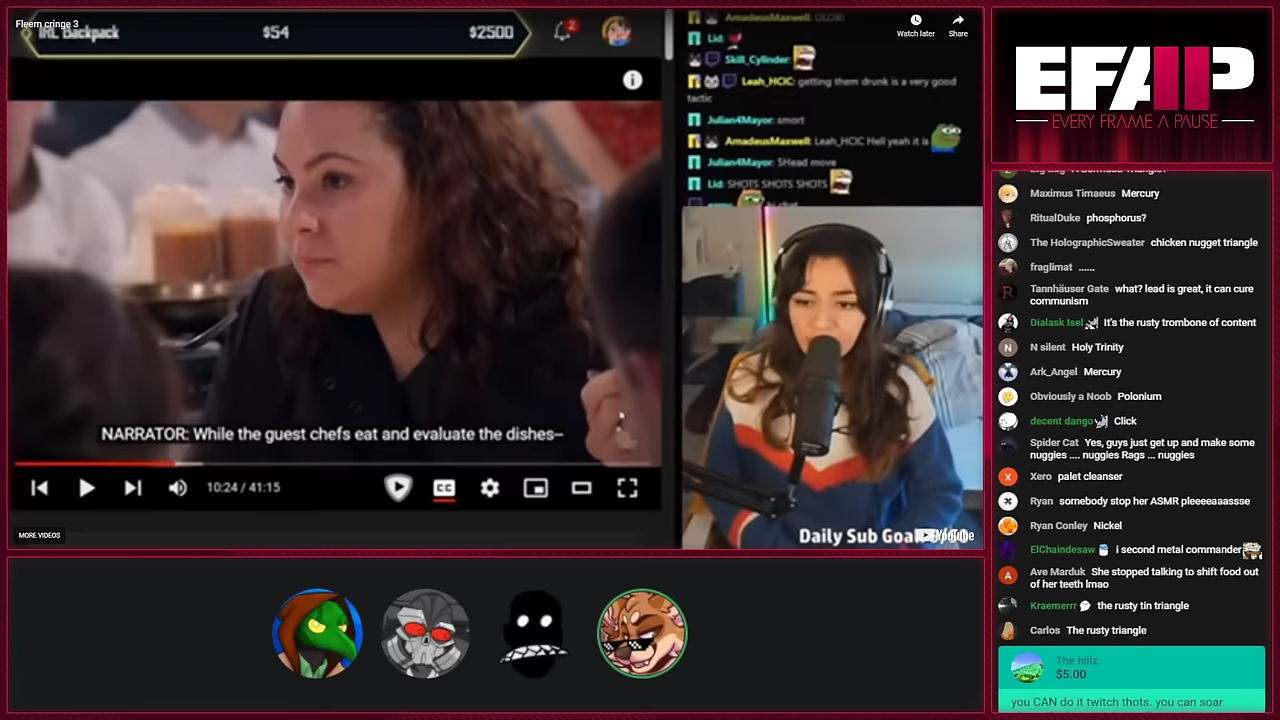 Fleem cringe 3
IRL Backpack
$54
$2500
2
NARRATOR: While the guest chefs eat and evaluate the dishes–
10:24 / 41:15
CC
MORE VIDEOS
AmadeusMaxwell:
Lid:
Skill_Cylinder:
Leah_HCIC: getting them drunk is a very good
tactic
Julian4Mayor: smort
AmadeusMaxwell: Leah_HCIC Hell yeah it is
Julian4Mayor: 5Head move
Lid: SHOTS SHOTS SHOTS
hi chat
Watch later
Share
Daily Sub Goal
YouTube
EFAP
EVERY FRAME A PAUSE
Maximus Timaeus Mercury
RitualDuke phosphorus?
The HolographicSweater chicken nugget triangle
fraglimat ......
R
Tannhäuser Gate what? lead is great, it can cure
communism
Dialask Isel It's the rusty trombone of content
N
N silent Holy Trinity
Ark_Angel Mercury
Obviously a Noob Polonium
decent dango Click
Spider Cat Yes, guys just get up and make some
nuggies .... nuggies Rags ... nuggies
X
Xero palet cleanser
Ryan somebody stop her ASMR pleeeeaaassse
Ryan Conley Nickel
ElChaindesaw i second metal commander
A
Ave Marduk She stopped talking to shift food out
of her teeth lmao
Kraemerrr the rusty tin triangle
Carlos The rusty triangle
The hillz
$5.00
you CAN do it twitch thots. you can soar